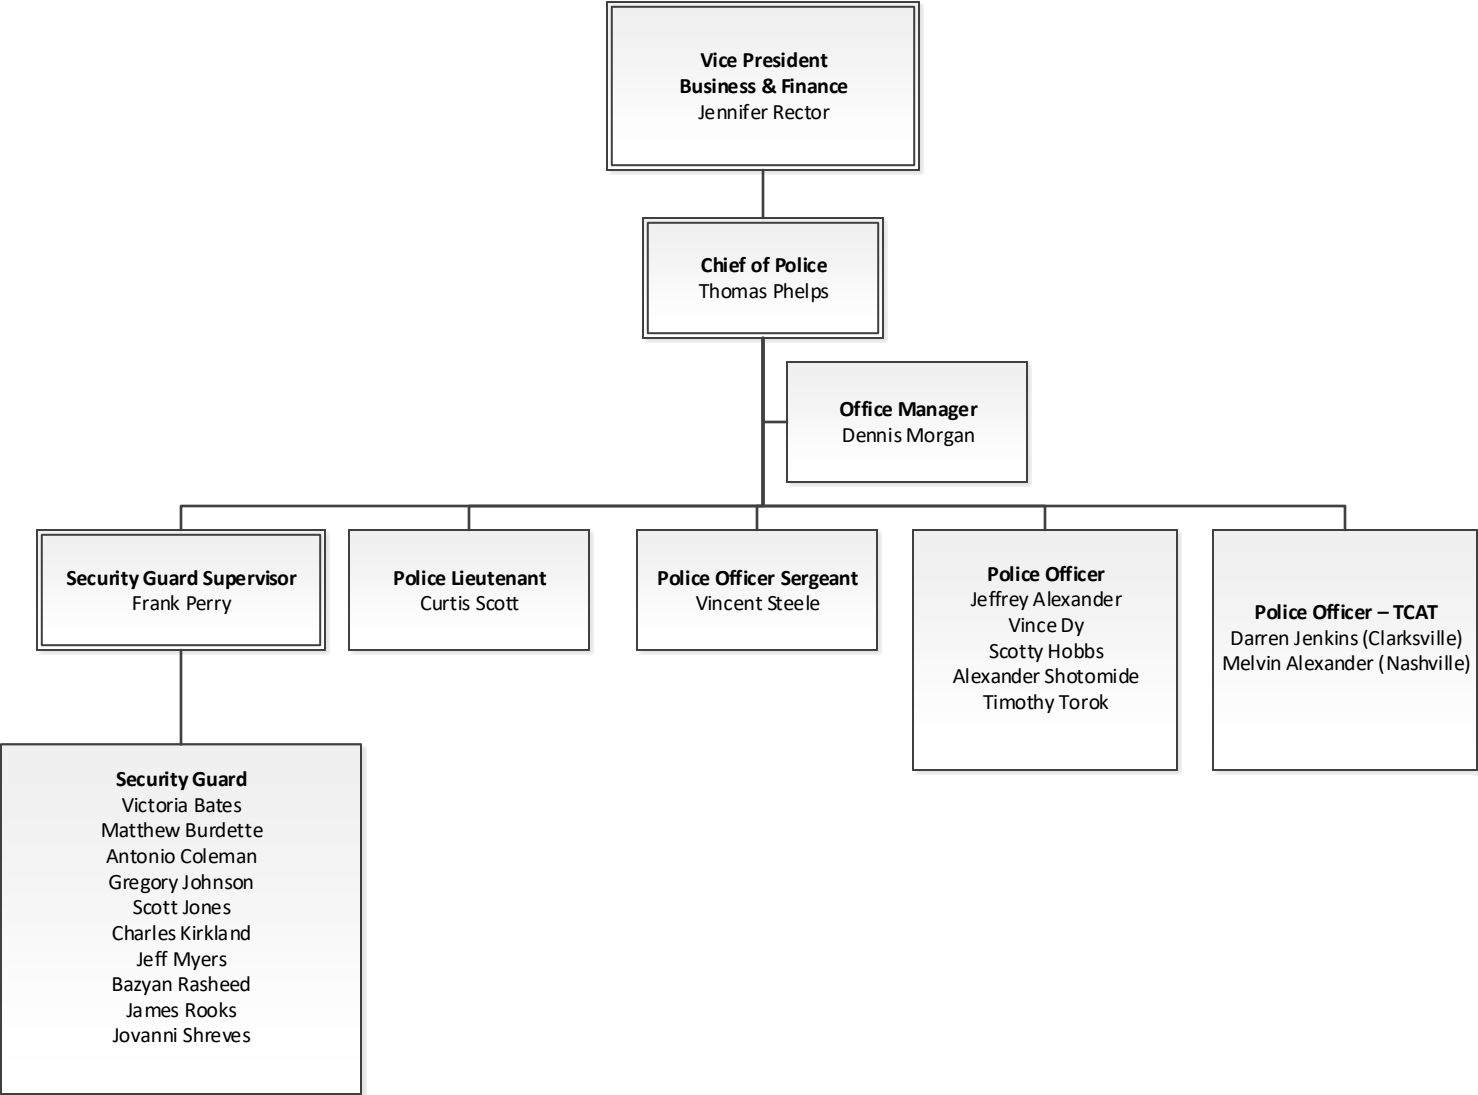 Vice President
Business & Finance
Jennifer Rector
Chief of Police
Thomas Phelps
Office Manager
Dennis Morgan
Security Guard Supervisor
Frank Perry
Police Lieutenant
Curtis Scott
Police Officer Sergeant
Vincent Steele
Police Officer
Jeffrey Alexander
Vince Dy
Scotty Hobbs
Alexander Shotomide
Timothy Torok
Police Officer – TCAT
Darren Jenkins (Clarksville)
Melvin Alexander (Nashville)
Security Guard
Victoria Bates
Matthew Burdette
Antonio Coleman
Gregory Johnson
Scott Jones
Charles Kirkland
Jeff Myers
Bazyan Rasheed
James Rooks
Jovanni Shreves